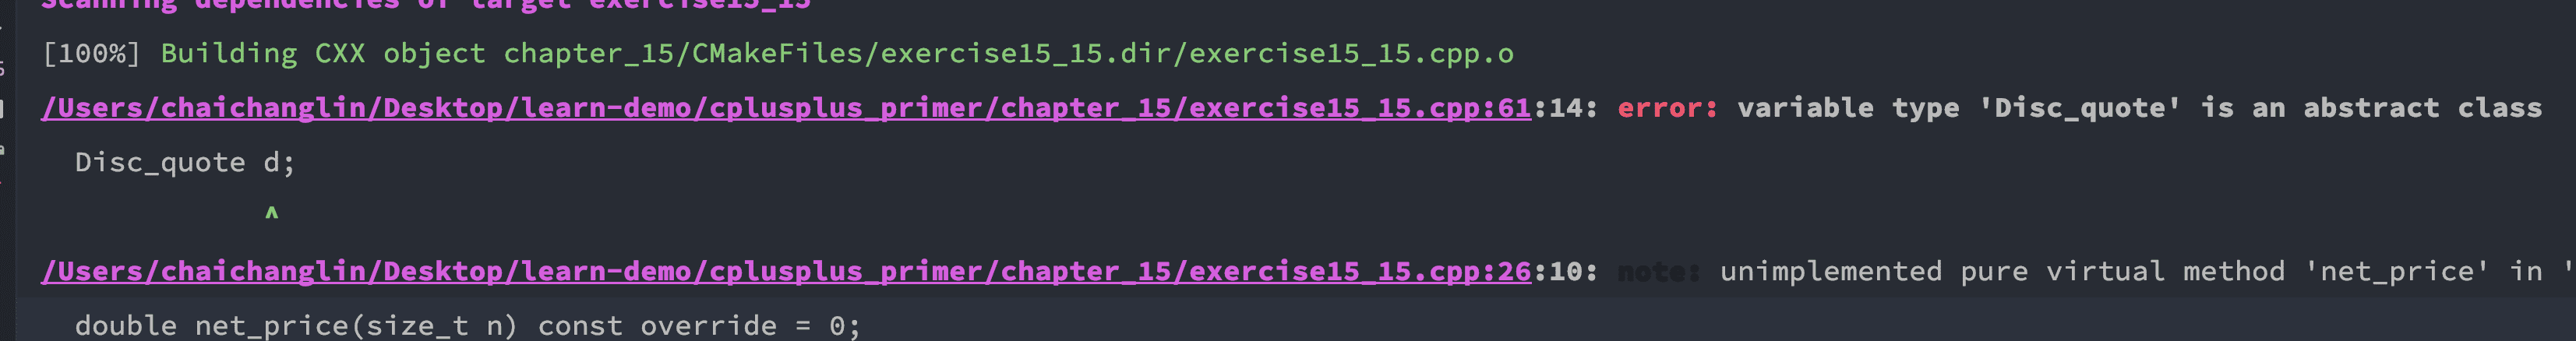 Scanning dependencies of target exercise15_15
[100%] Building CXX object chapter_15/CMakeFiles/exercise15_15.dir/exercise15_15.cpp.o
/Users/chaichanglin/Desktop/learn-demo/cplusplus_primer/chapter_15/exercise15_15.cpp:61:14: error: variable type 'Disc_quote' is an abstract class
Disc_quote d;
^
/Users/chaichanglin/Desktop/learn-demo/cplusplus_primer/chapter_15/exercise15_15.cpp:26:10: note: unimplemented pure virtual method 'net_price' in '
double net_price(size_t n) const override = 0;